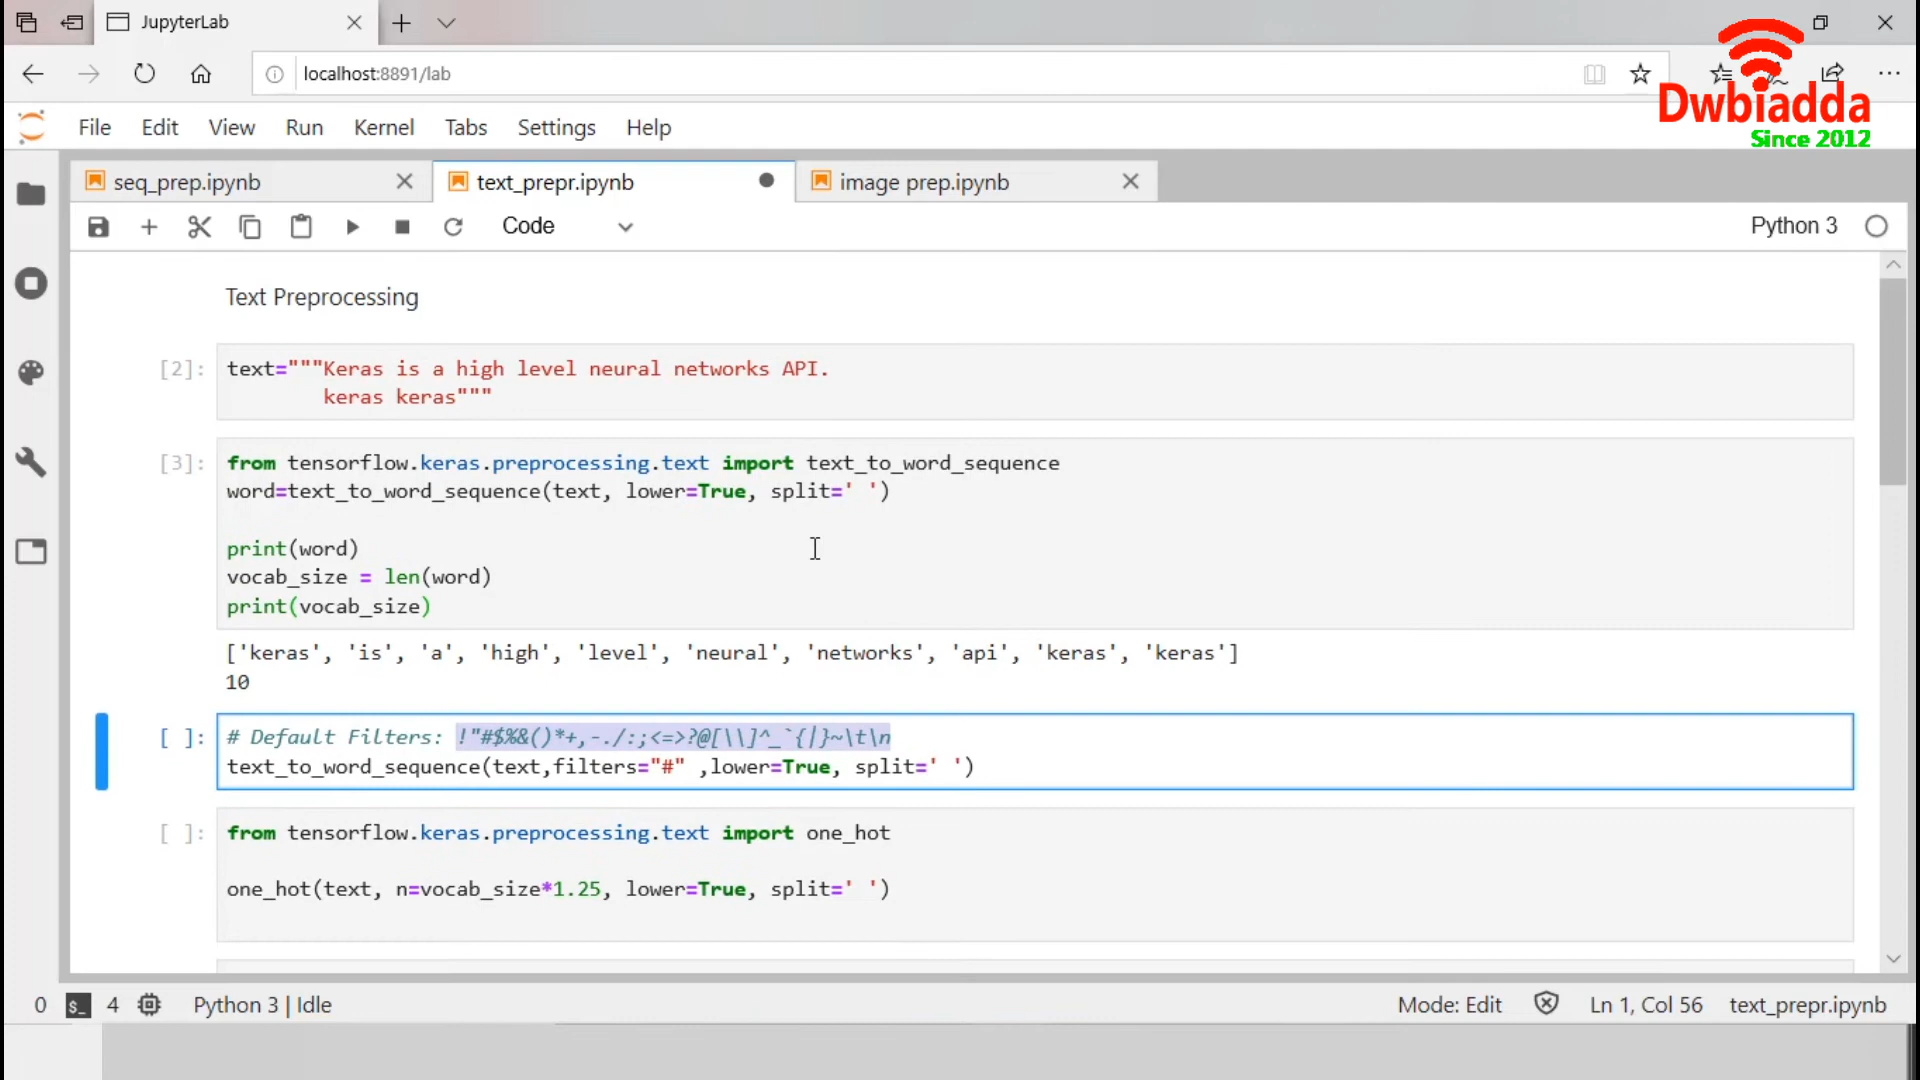 JupyterLab
localhost:8891/lab
Dwbiadda
Since 2012
File Edit View Run Kernel Tabs Settings Help
seq_prep.ipynb text_prepr.ipynb image prep.ipynb
Code Python 3
Text Preprocessing
[2]: text="""Keras is a high level neural networks API.
keras keras"""
[3]: from tensorflow.keras.preprocessing.text import text_to_word_sequence
word=text_to_word_sequence(text, lower=True, split=' ')
print(word)
vocab_size = len(word)
print(vocab_size)
['keras', 'is', 'a', 'high', 'level', 'neural', 'networks', 'api', 'keras', 'keras']
10
[ ]: # Default Filters: !"#$%&()*+,-./:;<=>?@[\\]^_`{|}~\t\n
text_to_word_sequence(text,filters="#" ,lower=True, split=' ')
[ ]: from tensorflow.keras.preprocessing.text import one_hot
one_hot(text, n=vocab_size*1.25, lower=True, split=' ')
0 $_ 4 Python 3 | Idle Mode: Edit Ln 1, Col 56 text_prepr.ipynb